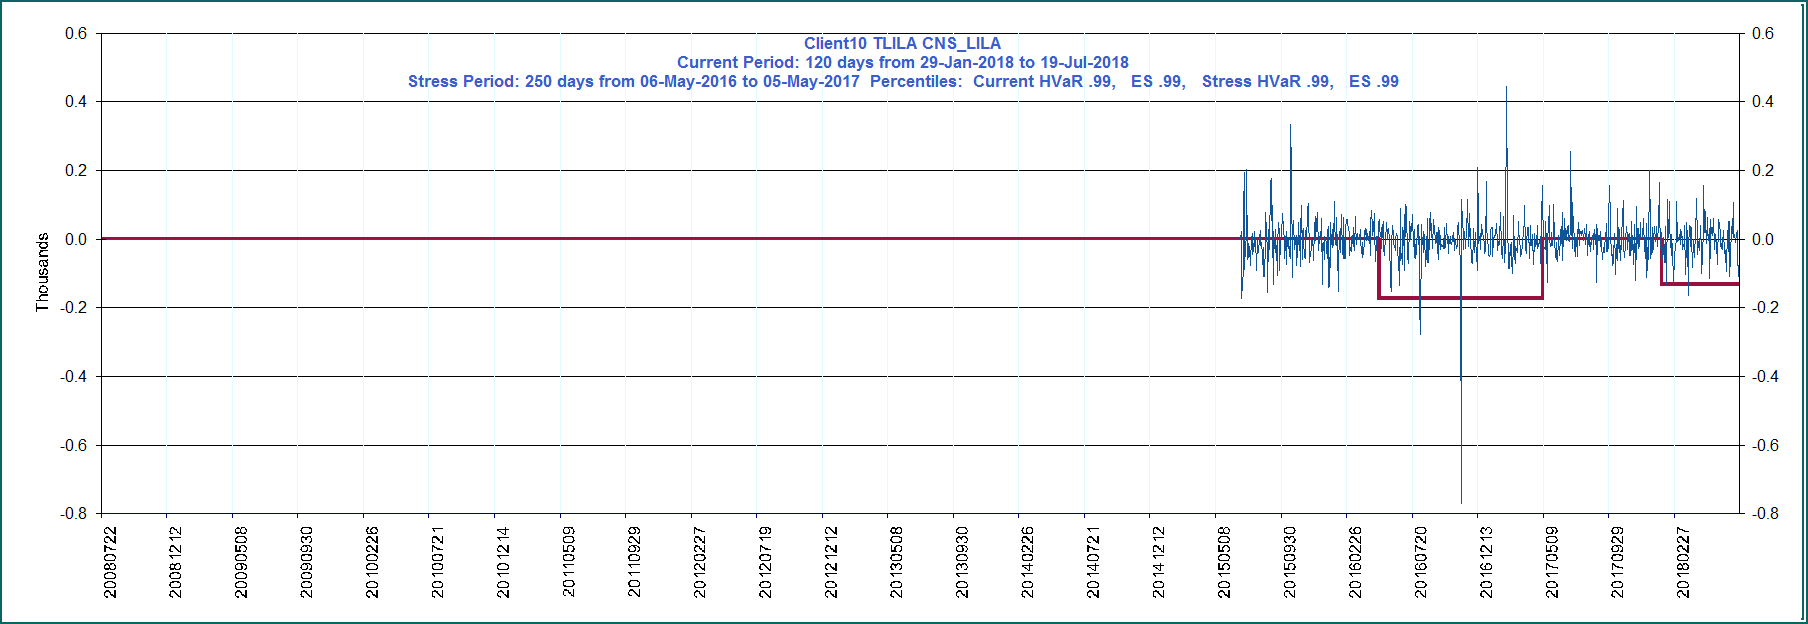 Client10 TLILA CNS_LILA
Current Period: 120 days from 29-Jan-2018 to 19-Jul-2018
Stress Period: 250 days from 06-May-2016 to 05-May-2017  Percentiles:  Current HVaR .99,   ES .99,   Stress HVaR .99,   ES .99
0.6 0.6
0.4 0.4
0.2 0.2
0.0 0.0
-0.2 -0.2
-0.4 -0.4
-0.6 -0.6
-0.8 -0.8
Thousands
20080722 20081212 20090508 20090930 20100226 20100721 20101214 20110509 20110929 20120227 20120719 20121212 20130508 20130930 20140226 20140721 20141212 20150508 20150930 20160226 20160720 20161213 20170509 20170929 20180227